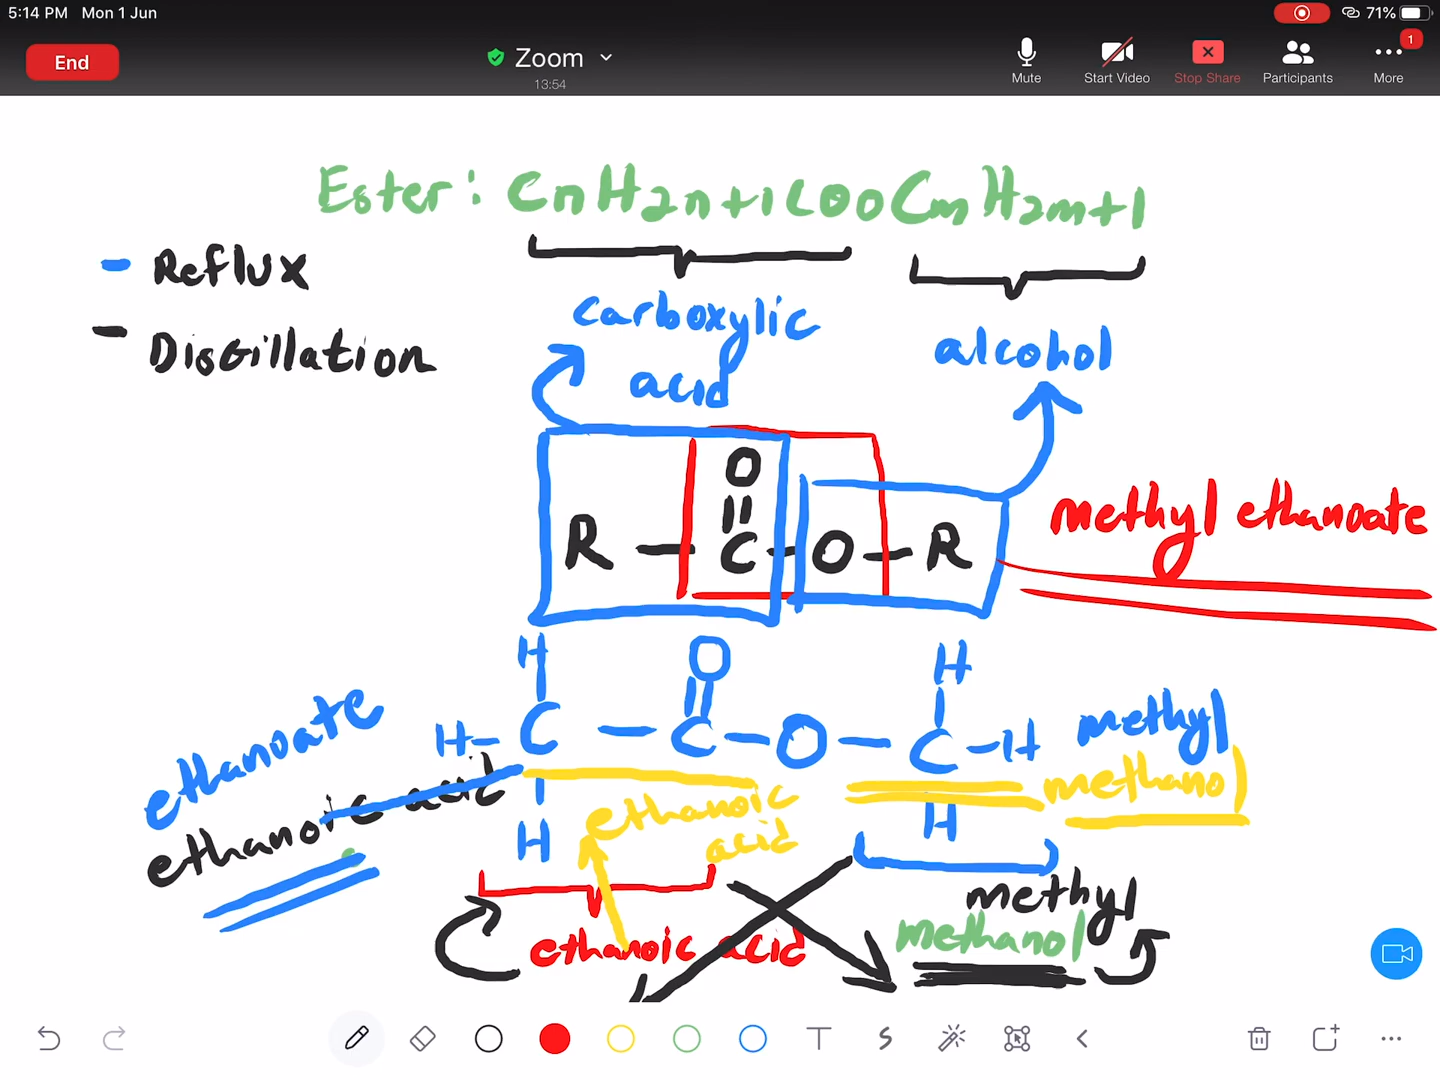 5:14 PM Mon 1 Jun
71%
End
Zoom
13:54
Mute
Start Video
Stop Share
Participants
More
1
Ester: CnH2n+1COOCmH2m+1
- Reflux
- Distillation
carboxylic
acid
alcohol
O
R - C - O - R
methyl ethanoate
H
O
H
H - C - C - O - C - H
methyl
methanol
ethanoate
ethanoic acid
H
ethanoic
acid
H
methyl
methanol
ethanoic acid
T